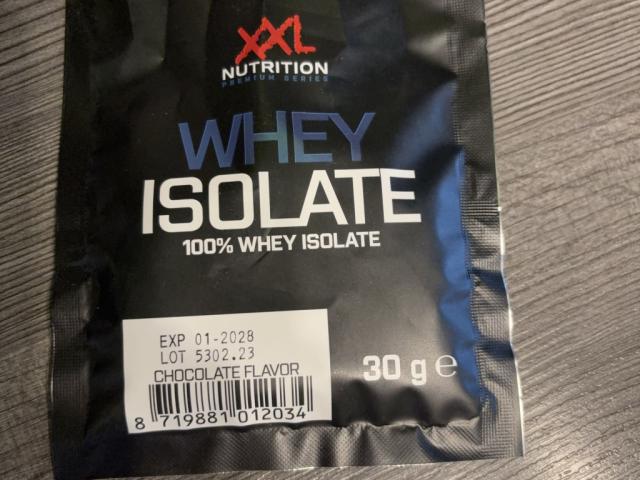 XXL
NUTRITION
PREMIUM SERIES
WHEY
ISOLATE
100% WHEY ISOLATE
EXP 01-2028
LOT 5302.23
CHOCOLATE FLAVOR
30 g ℮
8 719881 012034